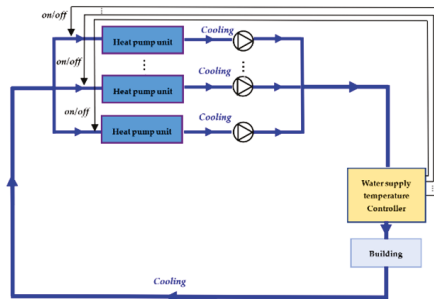 on/off
Cooling
Heat pump unit
on/off
Cooling
Heat pump unit
on/off
Cooling
Heat pump unit
Water supply
temperature
Controller
Building
Cooling